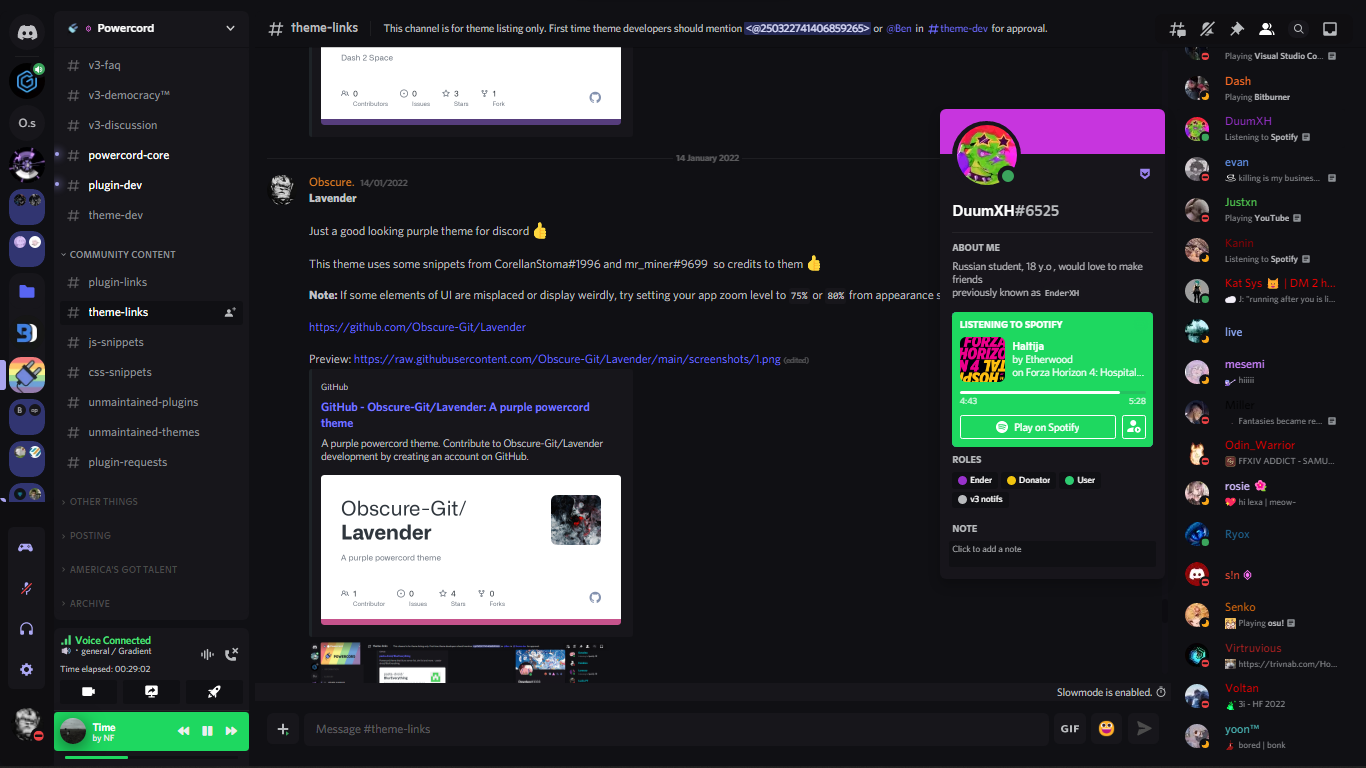 Powercord
v3-faq
v3-democracy™
v3-discussion
powercord-core
plugin-dev
theme-dev
COMMUNITY CONTENT
plugin-links
theme-links
js-snippets
css-snippets
unmaintained-plugins
unmaintained-themes
plugin-requests
OTHER THINGS
POSTING
AMERICA'S GOT TALENT
ARCHIVE
O.s
Voice Connected
general / Gradient
Time elapsed: 00:29:02
Time
by NF
theme-links
This channel is for theme listing only. First time theme developers should mention <@250322741406859265> or @Ben in # theme-dev for approval.
Dash 2 Space
0 Contributors
0 Issues
3 Stars
1 Fork
14 January 2022
Obscure. 14/01/2022
Lavender
Just a good looking purple theme for discord 👍
This theme uses some snippets from CorellanStoma#1996 and mr_miner#9699 so credits to them 👍
Note: If some elements of UI are misplaced or display weirdly, try setting your app zoom level to 75% or 80% from appearance s
https://github.com/Obscure-Git/Lavender
Preview: https://raw.githubusercontent.com/Obscure-Git/Lavender/main/screenshots/1.png (edited)
GitHub
GitHub - Obscure-Git/Lavender: A purple powercord
theme
A purple powercord theme. Contribute to Obscure-Git/Lavender
development by creating an account on GitHub.
Obscure-Git/
Lavender
A purple powercord theme
1 Contributor
0 Issues
4 Stars
0 Forks
Slowmode is enabled.
Message #theme-links
GIF
DuumXH#6525
ABOUT ME
Russian student, 18 y.o , would love to make
friends
previously known as EnderXH
LISTENING TO SPOTIFY
Halfija
by Etherwood
on Forza Horizon 4: Hospital...
4:43
5:28
Play on Spotify
ROLES
Ender
Donator
User
v3 notifs
NOTE
Click to add a note
Playing Visual Studio Co...
Dash
Playing Bitburner
DuumXH
Listening to Spotify
evan
killing is my busines...
Justxn
Playing YouTube
Kanin
Listening to Spotify
Kat Sys 🐱 | DM 2 h...
J: "running after you is li...
live
mesemi
hiiiii
Miller
Fantasies became re...
Odin_Warrior
FFXIV ADDICT - SAMU...
rosie 🌸
hi lexa | meow~
Ryox
s!n
Senko
Playing osu!
Virtruvious
https://trivnab.com/Ho...
Voltan
3i - HF 2022
yoon™
bored | bonk